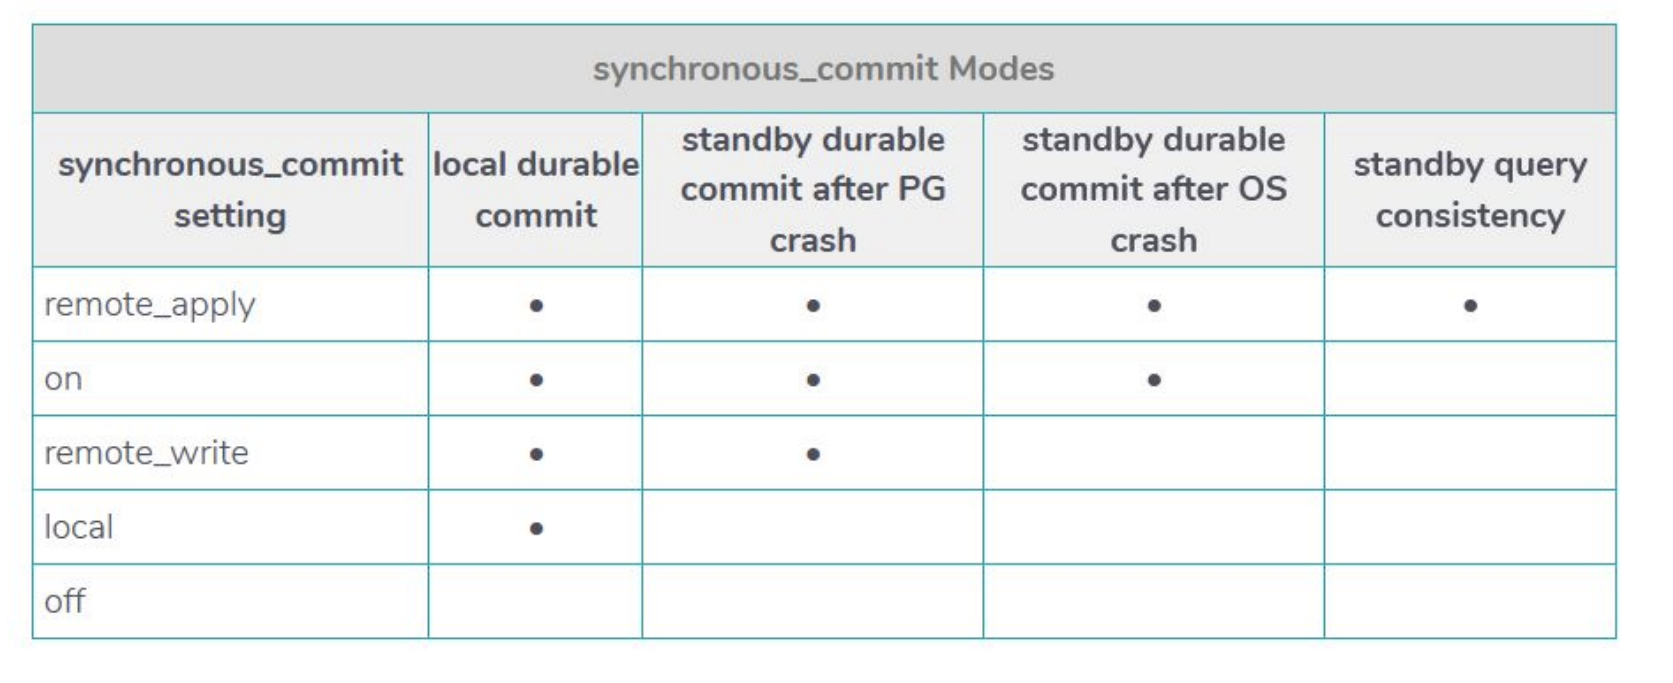 synchronous_commit Modes
synchronous_commit
setting
local durable
commit
standby durable
commit after PG
crash
standby durable
commit after OS
crash
standby query
consistency
remote_apply • • • •
on • • •
remote_write • •
local •
off